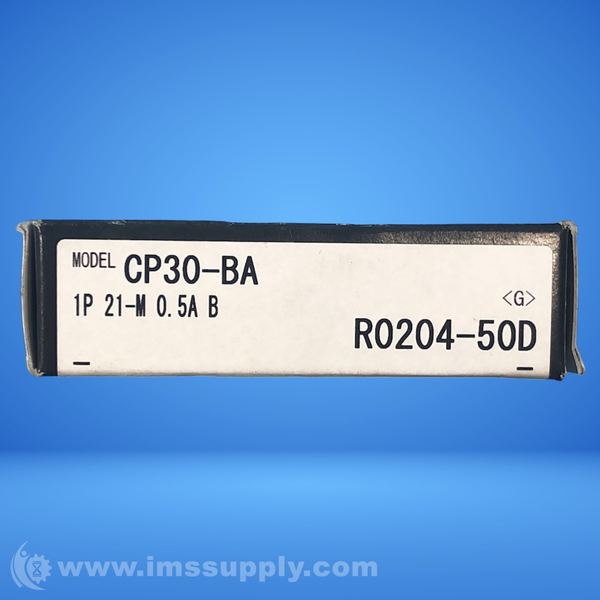 MODEL CP30-BA
1P 21-M 0.5A B
<G>
R0204-50D
www.imssupply.com